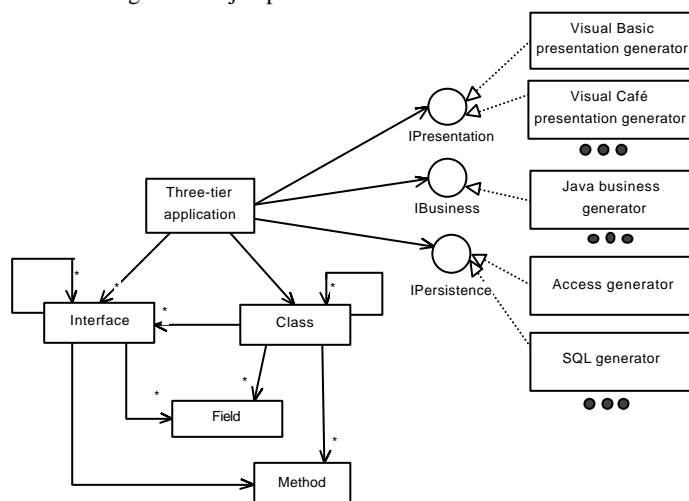 Visual Basic
presentation generator
Visual Café
presentation generator
IPresentation
Three-tier
application
IBusiness
Java business
generator
IPersistence
Access generator
*
*
*
Interface
*
Class
SQL generator
*
*
Field
*
Method